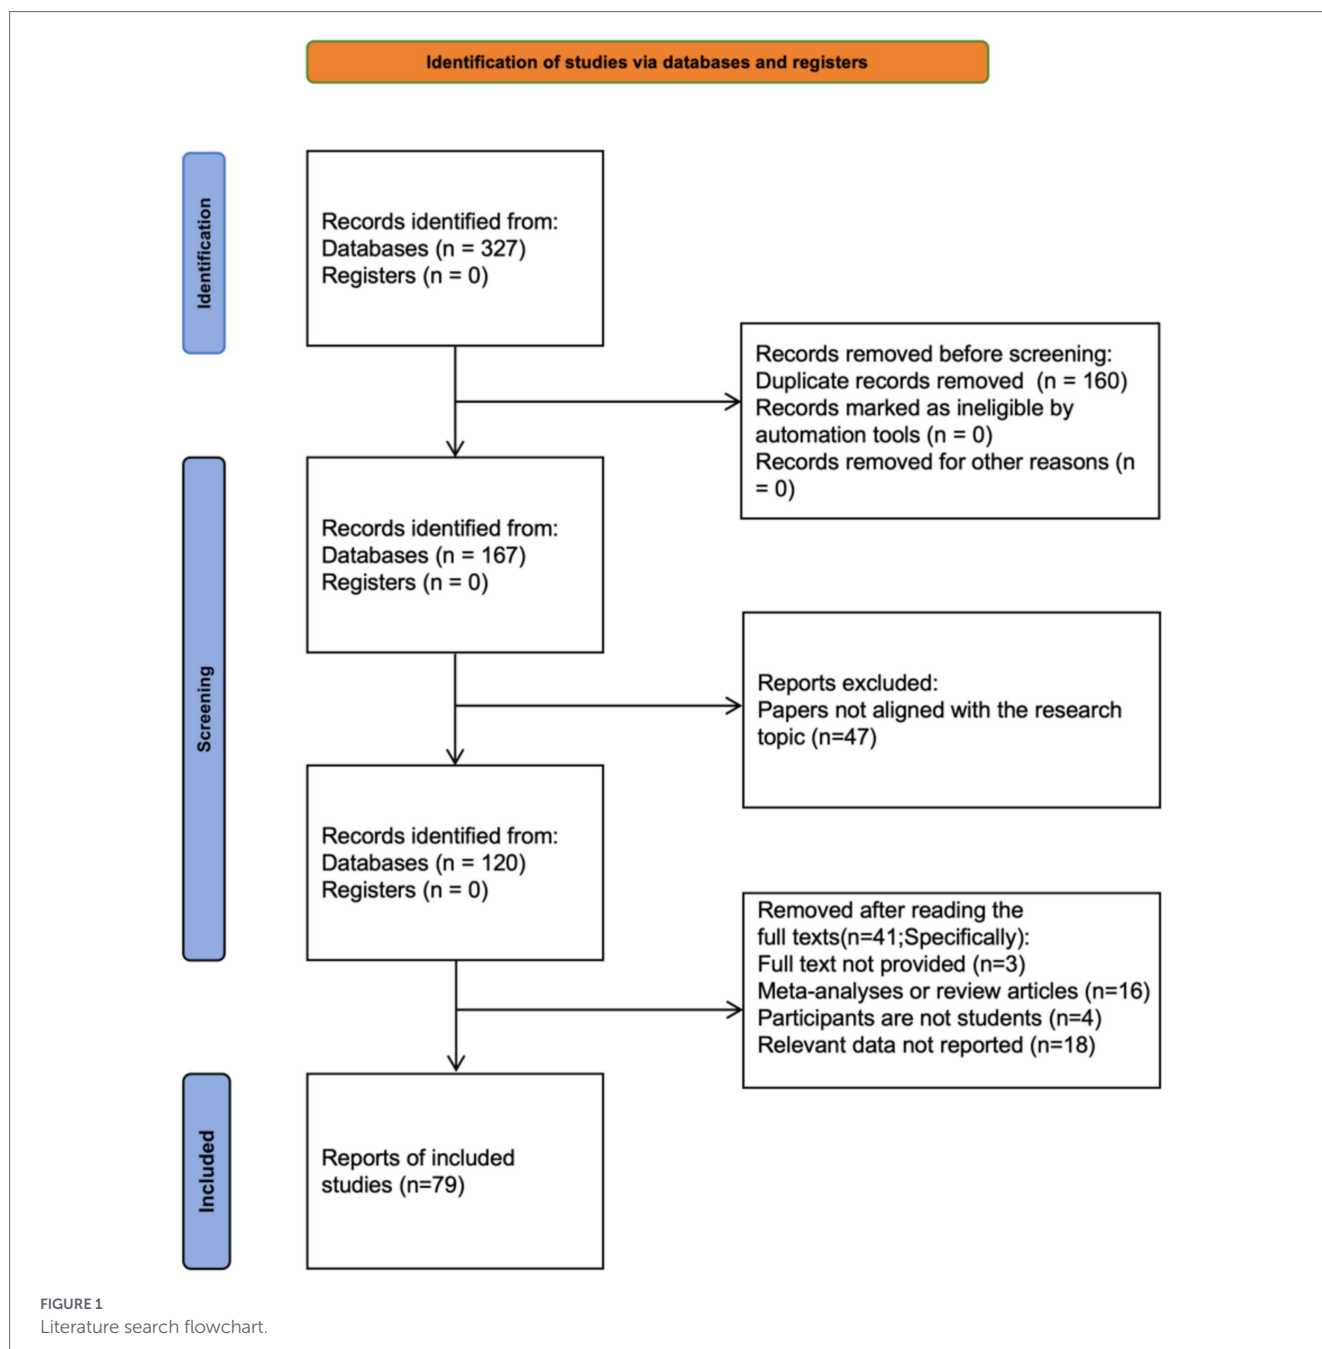 Identification of studies via databases and registers
Identification
Records identified from:
Databases (n = 327)
Registers (n = 0)
Records removed before screening:
Duplicate records removed  (n = 160)
Records marked as ineligible by
automation tools (n = 0)
Records removed for other reasons (n
= 0)
Screening
Records identified from:
Databases (n = 167)
Registers (n = 0)
Reports excluded:
Papers not aligned with the research
topic (n=47)
Records identified from:
Databases (n = 120)
Registers (n = 0)
Removed after reading the
full texts(n=41;Specifically):
Full text not provided (n=3)
Meta-analyses or review articles (n=16)
Participants are not students (n=4)
Relevant data not reported (n=18)
Included
Reports of included
studies (n=79)
FIGURE 1
Literature search flowchart.